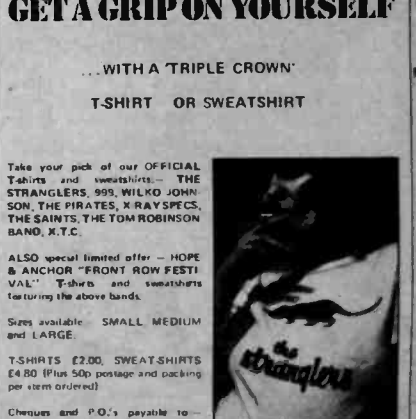 GET A GRIP ON YOURSELF
...WITH A 'TRIPLE CROWN'
T-SHIRT OR SWEATSHIRT
Take your pick of our OFFICIAL
T-shirts and sweatshirts:— THE
STRANGLERS, 999, WILKO JOHN-
SON, THE PIRATES, X RAY SPECS,
THE SAINTS, THE TOM ROBINSON
BAND, X.T.C.
ALSO special limited offer — HOPE
& ANCHOR "FRONT ROW FESTI-
VAL" T-shirts and sweatshirts
featuring the above bands.
Sizes available SMALL MEDIUM
and LARGE.
T-SHIRTS £2.00, SWEAT-SHIRTS
£4.80 (Plus 50p postage and packing
per item ordered)
Cheques and P.O.'s payable to —
the
stranglers